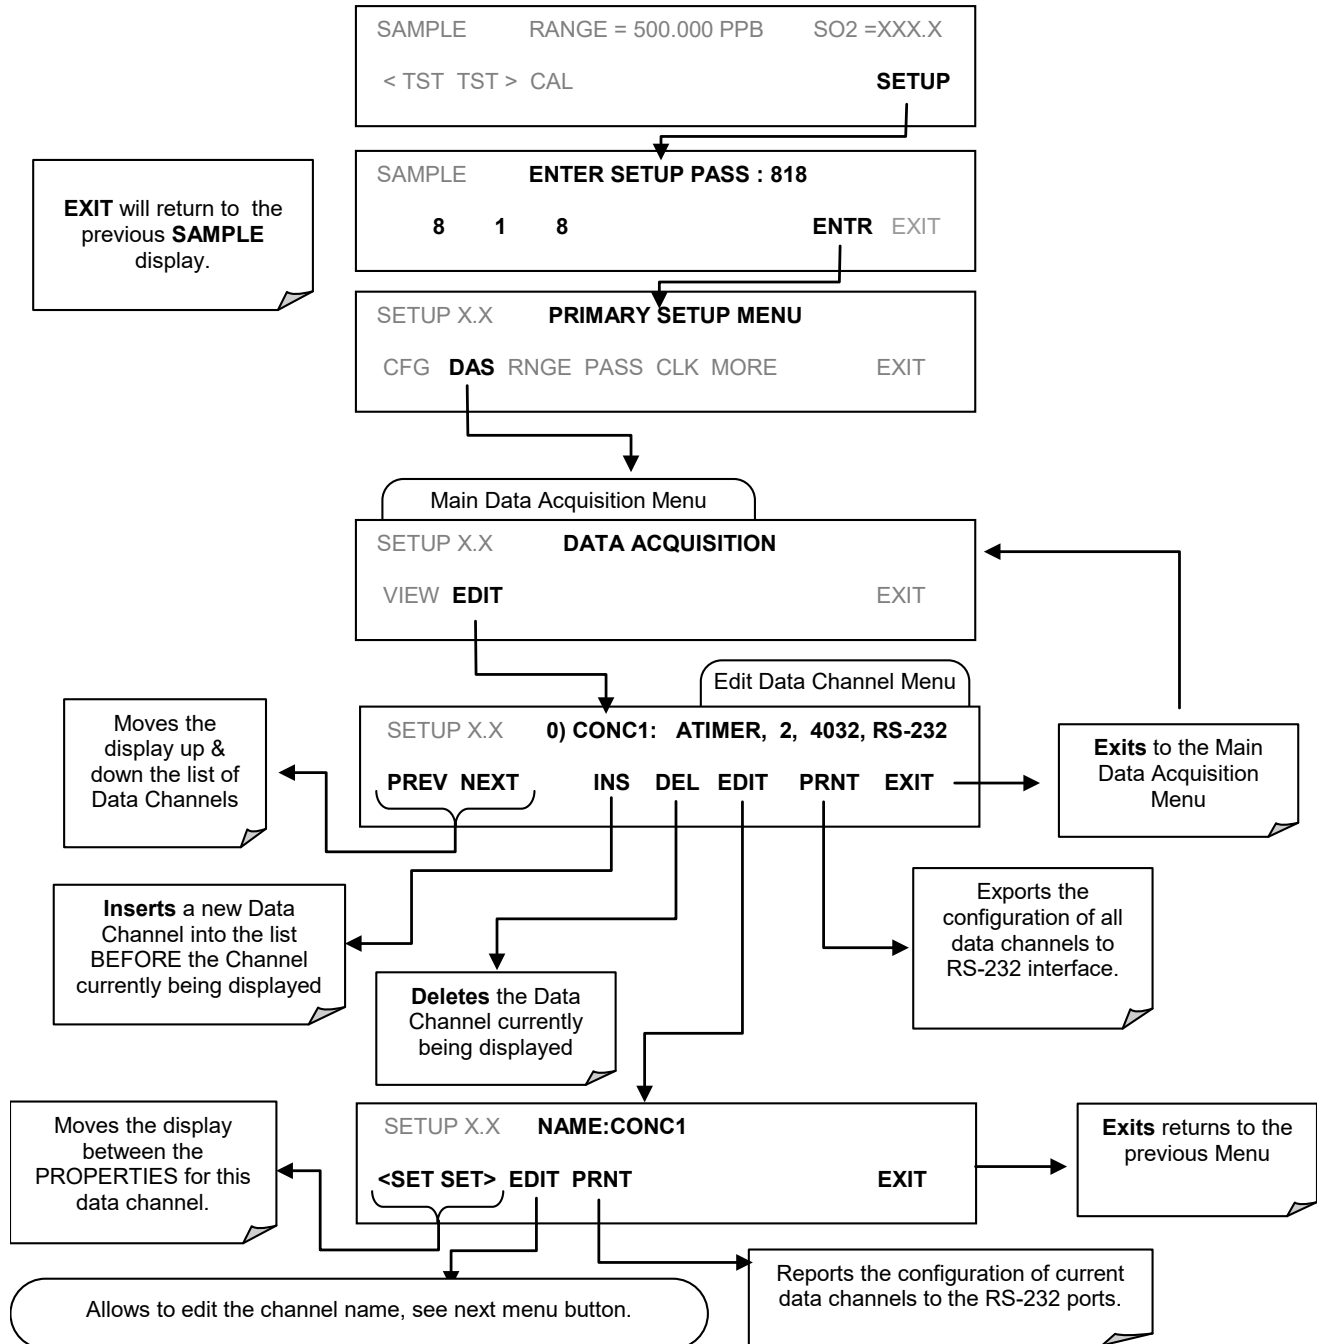 SAMPLE RANGE = 500.000 PPB SO2 =XXX.X
< TST TST > CAL SETUP
SAMPLE ENTER SETUP PASS : 818
8 1 8 ENTR EXIT
EXIT will return to the
previous SAMPLE
display.
SETUP X.X PRIMARY SETUP MENU
CFG DAS RNGE PASS CLK MORE EXIT
Main Data Acquisition Menu
SETUP X.X DATA ACQUISITION
VIEW EDIT EXIT
Edit Data Channel Menu
SETUP X.X 0) CONC1: ATIMER, 2, 4032, RS-232
PREV NEXT INS DEL EDIT PRNT EXIT
Moves the
display up &
down the list of
Data Channels
Exits to the Main
Data Acquisition
Menu
Inserts a new Data
Channel into the list
BEFORE the Channel
currently being displayed
Deletes the Data
Channel currently
being displayed
Exports the
configuration of all
data channels to
RS-232 interface.
SETUP X.X NAME:CONC1
<SET SET> EDIT PRNT EXIT
Moves the display
between the
PROPERTIES for this
data channel.
Exits returns to the
previous Menu
Allows to edit the channel name, see next menu button.
Reports the configuration of current
data channels to the RS-232 ports.